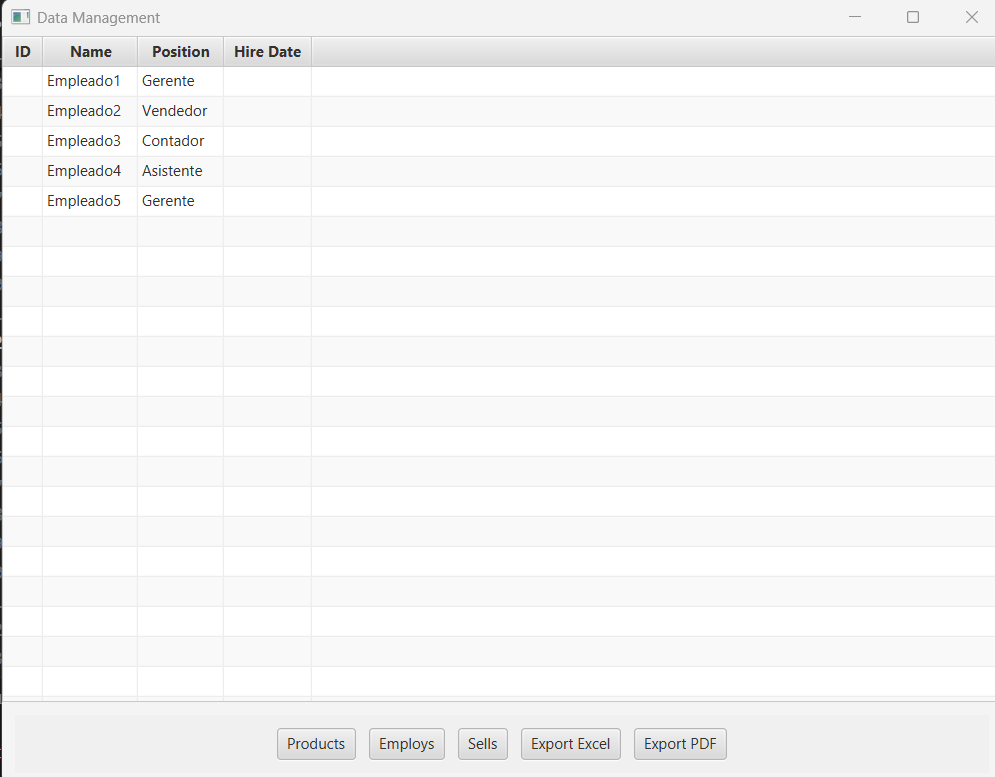 Data Management
ID Name Position Hire Date
Empleado1 Gerente
Empleado2 Vendedor
Empleado3 Contador
Empleado4 Asistente
Empleado5 Gerente
Products Employs Sells Export Excel Export PDF